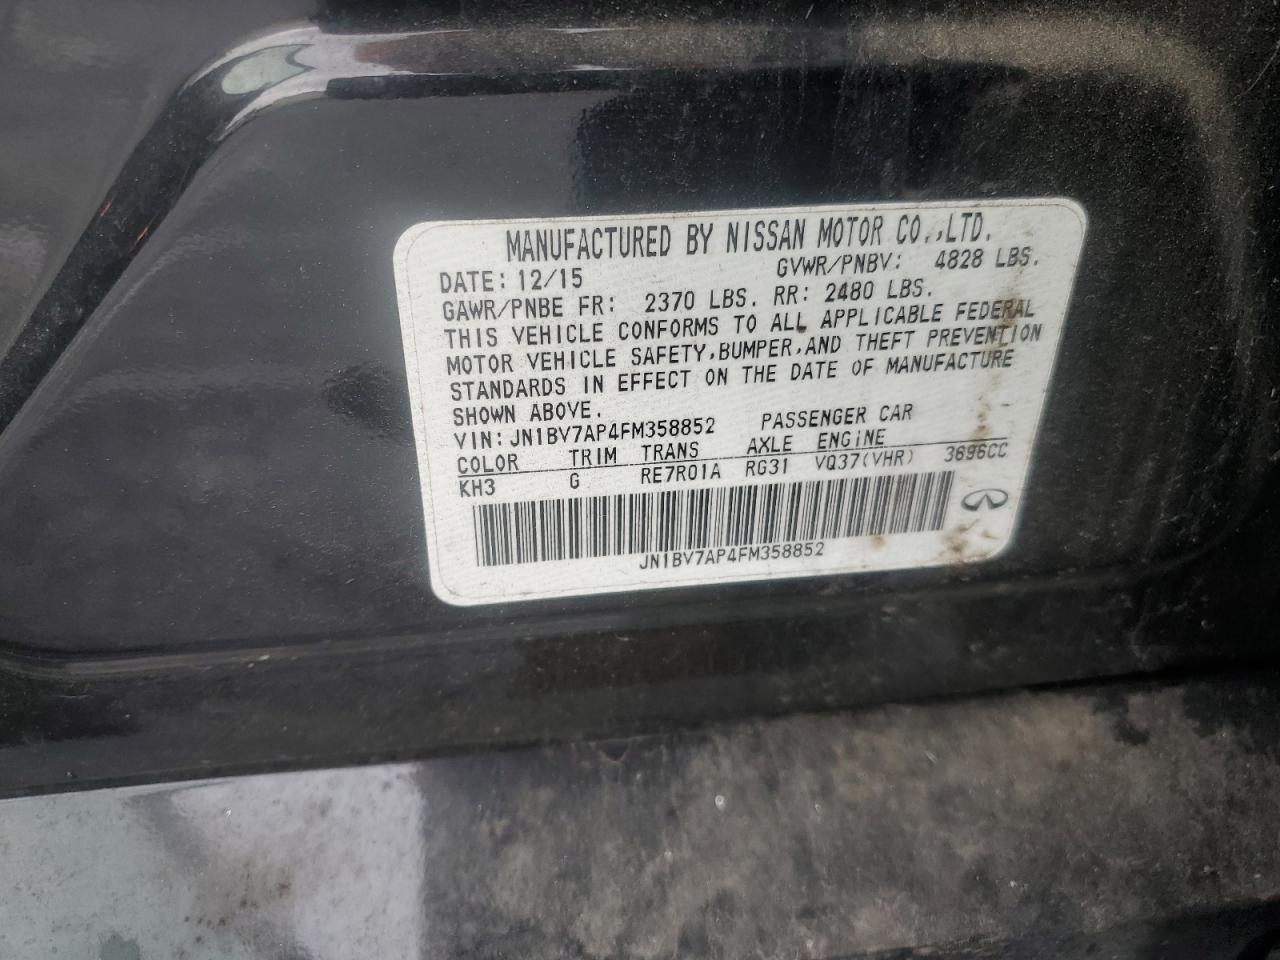 MANUFACTURED BY NISSAN MOTOR CO.,LTD.
DATE: 12/15 GVWR/PNBV: 4828 LBS.
GAWR/PNBE FR: 2370 LBS. RR: 2480 LBS.
THIS VEHICLE CONFORMS TO ALL APPLICABLE FEDERAL
MOTOR VEHICLE SAFETY,BUMPER,AND THEFT PREVENTION
STANDARDS IN EFFECT ON THE DATE OF MANUFACTURE
SHOWN ABOVE.
VIN: JN1BV7AP4FM358852 PASSENGER CAR
COLOR TRIM TRANS AXLE ENGINE
KH3 G RE7R01A RG31 VQ37(VHR) 3696CC
JN1BV7AP4FM358852